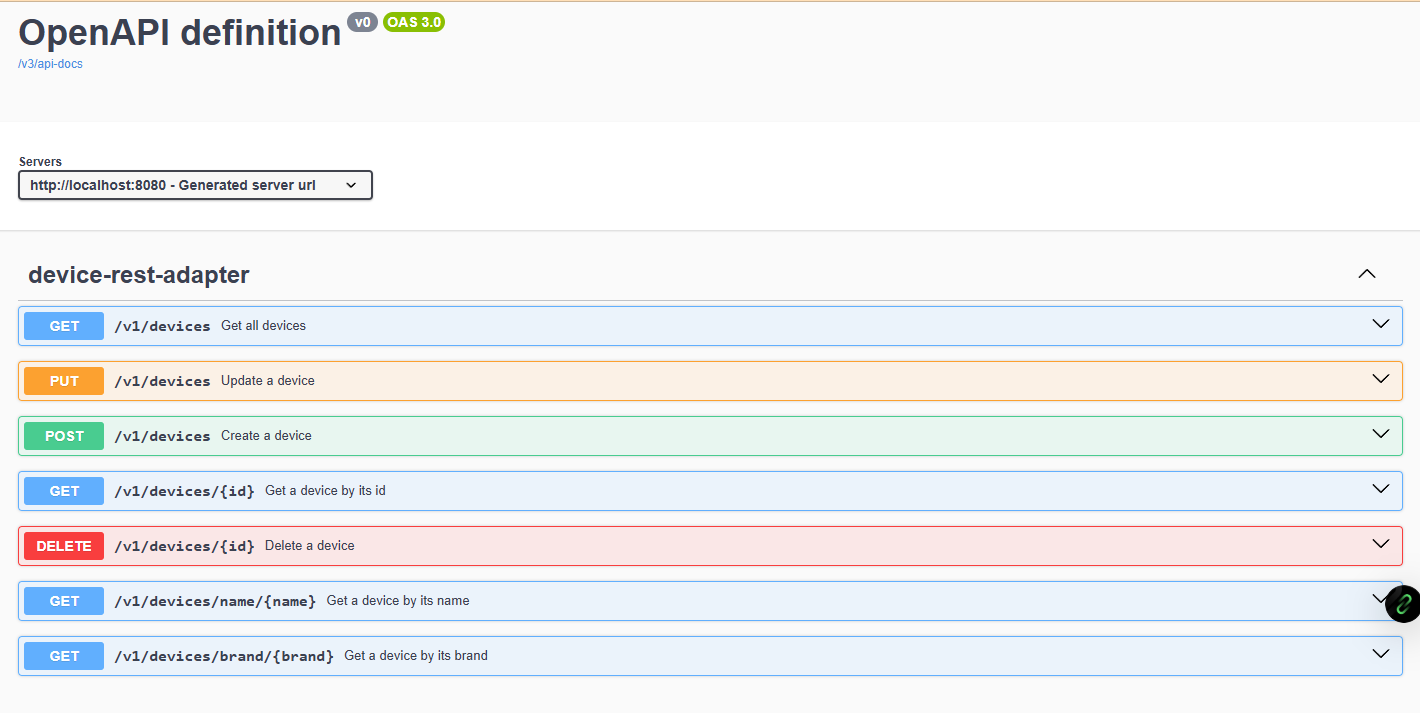 OpenAPI definition v0 OAS 3.0
/v3/api-docs
Servers
http://localhost:8080 - Generated server url
device-rest-adapter
GET /v1/devices Get all devices
PUT /v1/devices Update a device
POST /v1/devices Create a device
GET /v1/devices/{id} Get a device by its id
DELETE /v1/devices/{id} Delete a device
GET /v1/devices/name/{name} Get a device by its name
GET /v1/devices/brand/{brand} Get a device by its brand